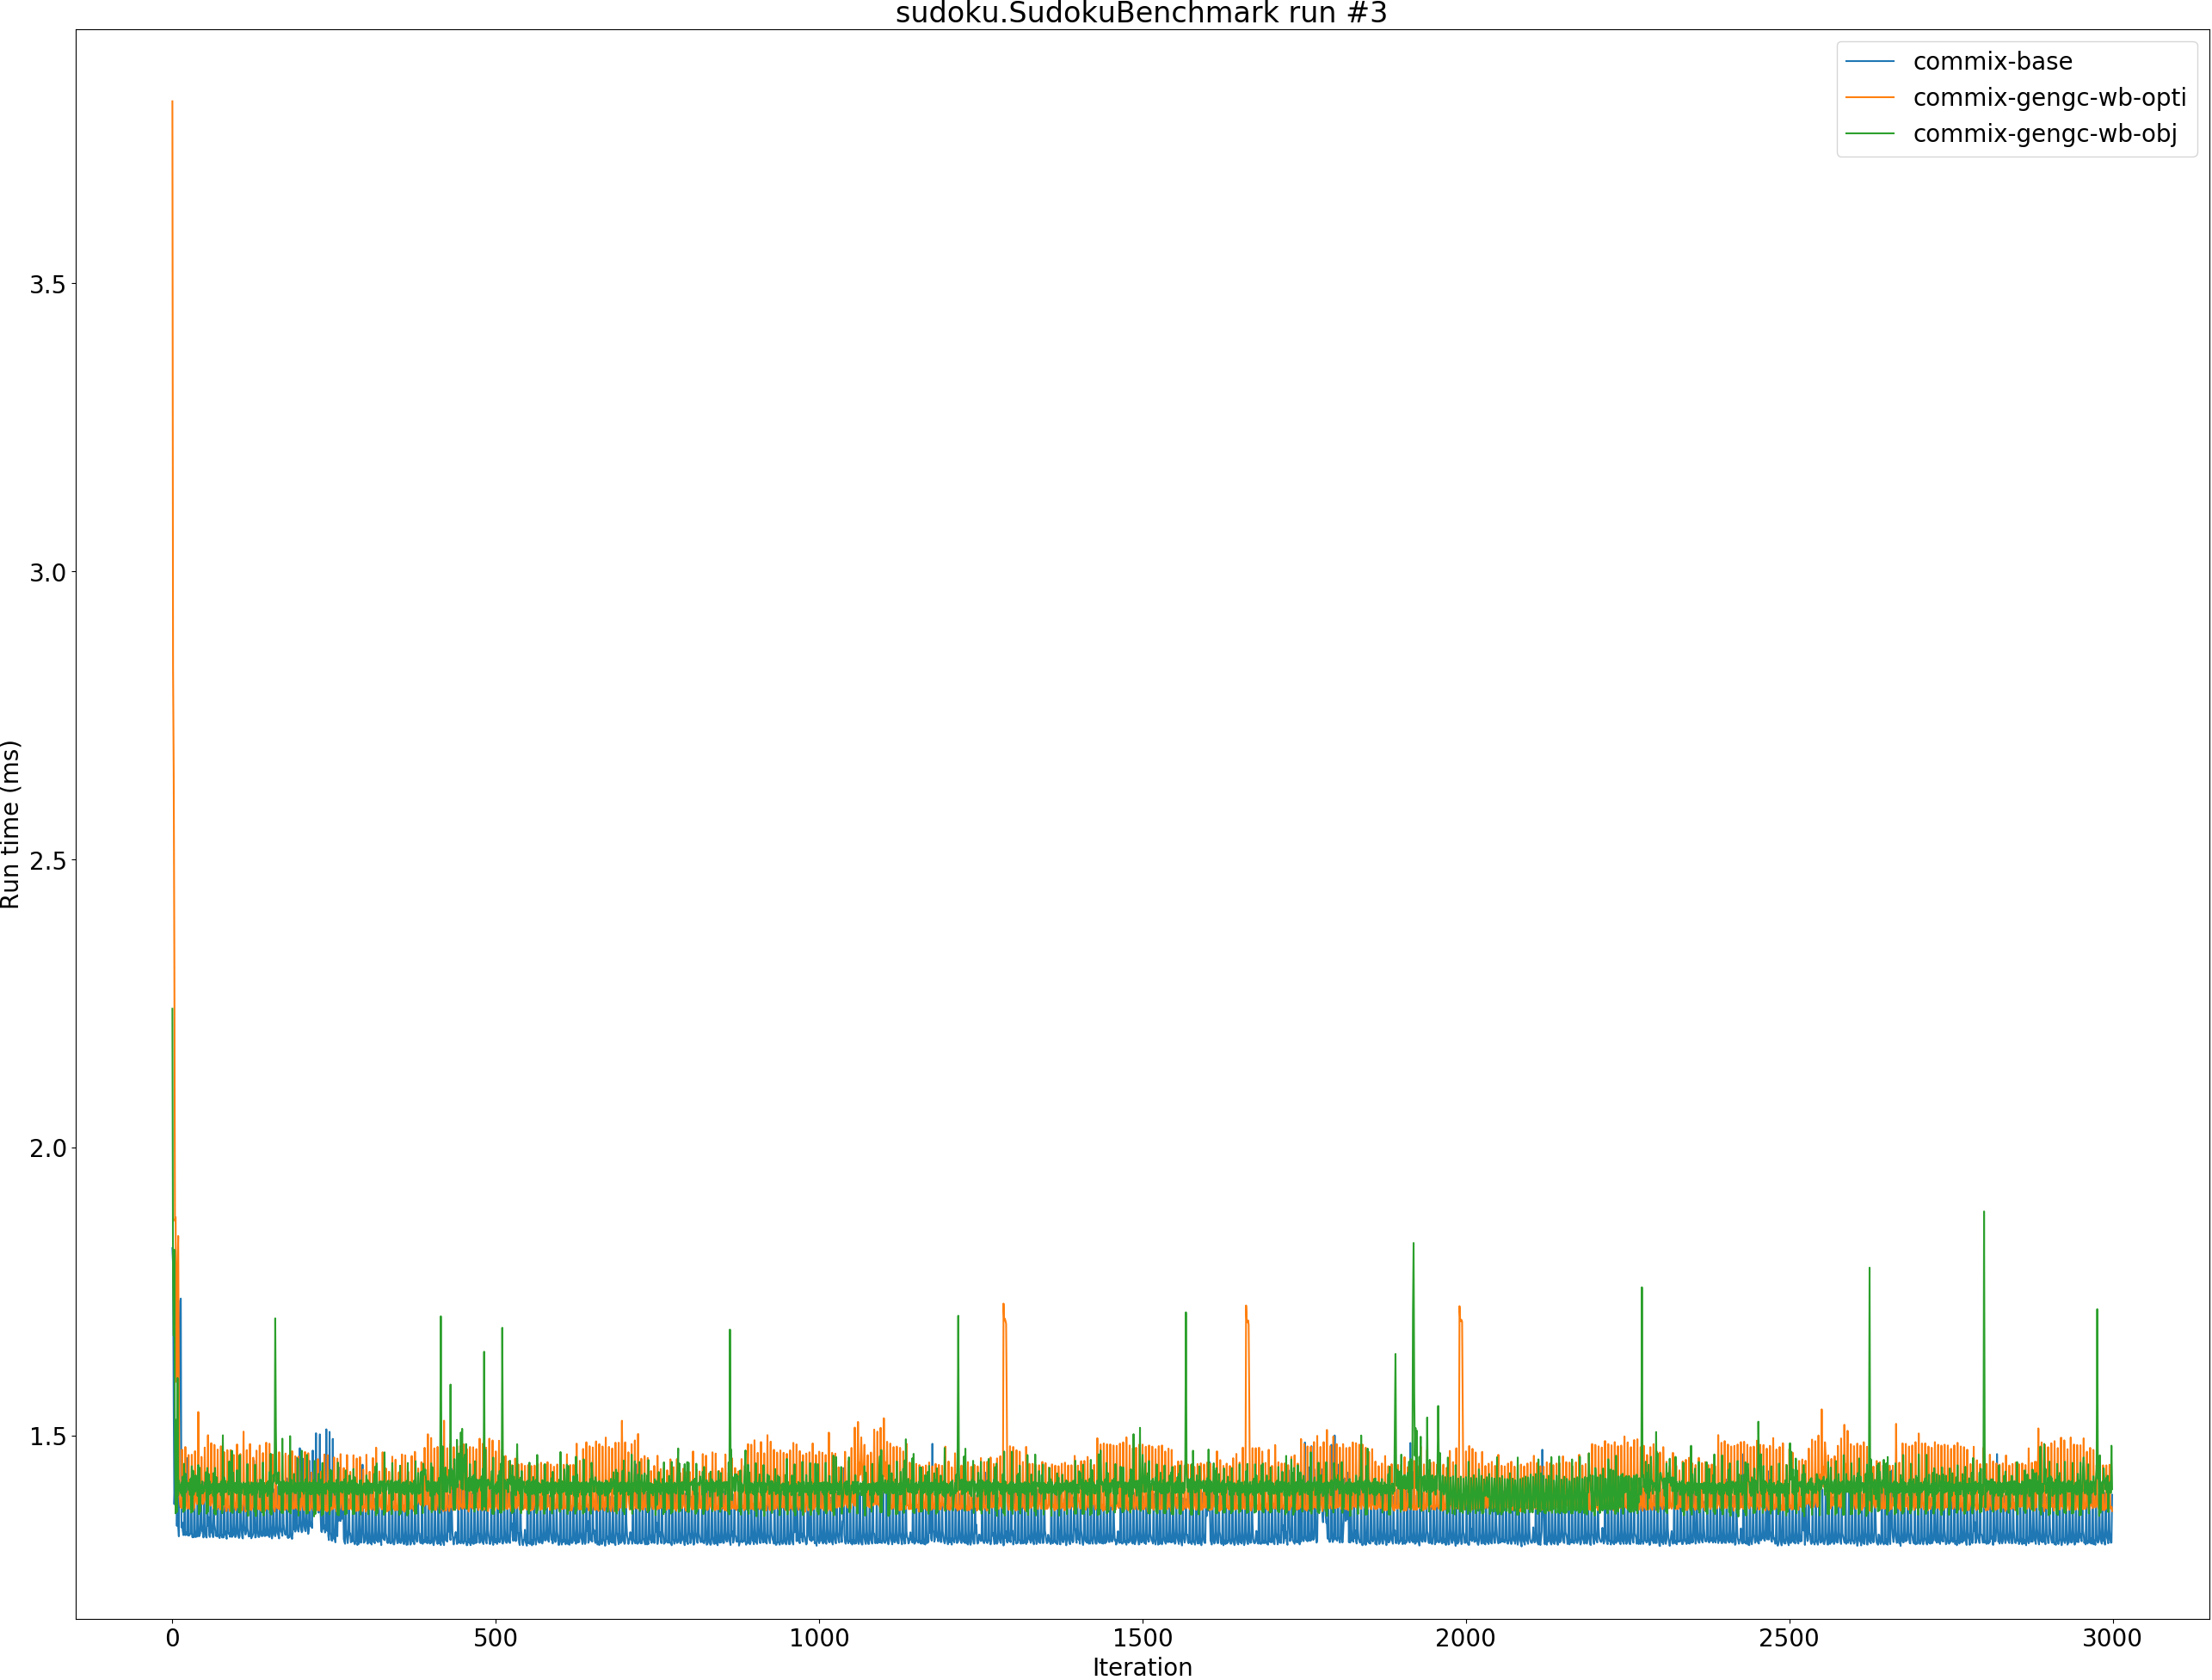 sudoku.SudokuBenchmark run #3
commix-base
commix-gengc-wb-opti
commix-gengc-wb-obj
Run time (ms)
3.5
3.0
2.5
2.0
1.5
0 500 1000 1500 2000 2500 3000
Iteration